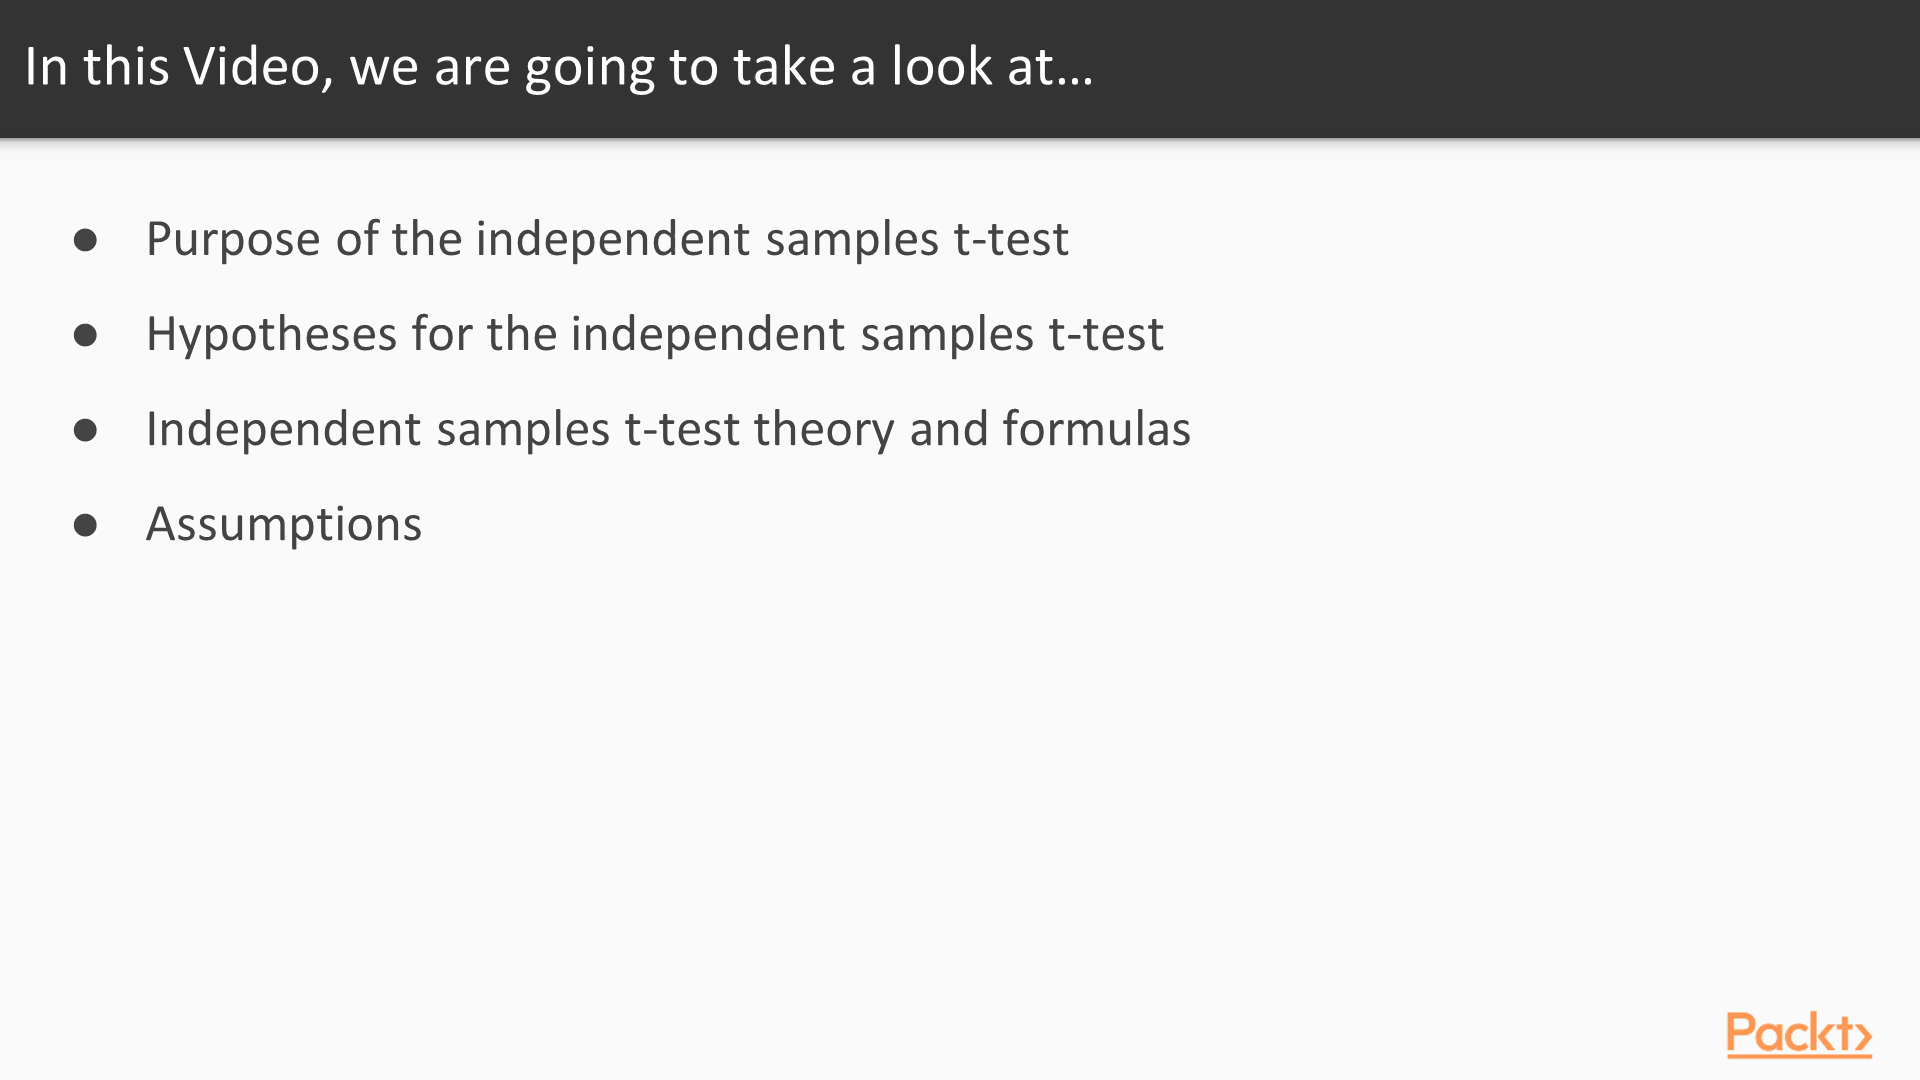 In this Video, we are going to take a look at…
● Purpose of the independent samples t-test
● Hypotheses for the independent samples t-test
● Independent samples t-test theory and formulas
● Assumptions
Packt>